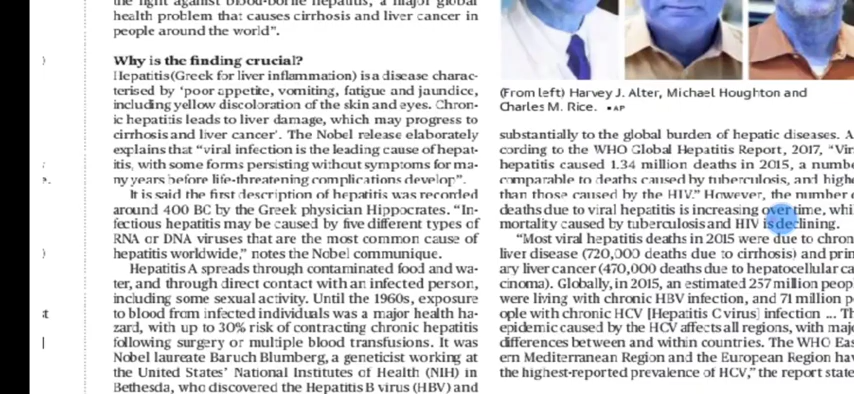 the fight against blood-borne hepatitis, a major global
health problem that causes cirrhosis and liver cancer in
people around the world".
Why is the finding crucial?
Hepatitis(Greek for liver inflammation) is a disease charac-
terised by 'poor appetite, vomiting, fatigue and jaundice,
including yellow discoloration of the skin and eyes. Chron-
ic hepatitis leads to liver damage, which may progress to
cirrhosis and liver cancer'. The Nobel release elaborately
explains that "viral infection is the leading cause of hepat-
itis, with some forms persisting without symptoms for ma-
ny years before life-threatening complications develop".
It is said the first description of hepatitis was recorded
around 400 BC by the Greek physician Hippocrates. "In-
fectious hepatitis may be caused by five different types of
RNA or DNA viruses that are the most common cause of
hepatitis worldwide," notes the Nobel communique.
Hepatitis A spreads through contaminated food and wa-
ter, and through direct contact with an infected person,
including some sexual activity. Until the 1960s, exposure
to blood from infected individuals was a major health ha-
zard, with up to 30% risk of contracting chronic hepatitis
following surgery or multiple blood transfusions. It was
Nobel laureate Baruch Blumberg, a geneticist working at
the United States' National Institutes of Health (NIH) in
Bethesda, who discovered the Hepatitis B virus (HBV) and
(From left) Harvey J. Alter, Michael Houghton and
Charles M. Rice. • AP
substantially to the global burden of hepatic diseases. A
cording to the WHO Global Hepatitis Report, 2017, "Vir
hepatitis caused 1.34 million deaths in 2015, a numbe
comparable to deaths caused by tuberculosis, and highe
than those caused by the HIV." However, the number o
deaths due to viral hepatitis is increasing over time, whi
mortality caused by tuberculosis and HIV is declining.
"Most viral hepatitis deaths in 2015 were due to chron
liver disease (720,000 deaths due to cirrhosis) and prin
ary liver cancer (470,000 deaths due to hepatocellular ca
cinoma). Globally, in 2015, an estimated 257 million peop
were living with chronic HBV infection, and 71 million p
ople with chronic HCV [Hepatitis C virus] infection ... Th
epidemic caused by the HCV affects all regions, with maj
differences between and within countries. The WHO Eas
ern Mediterranean Region and the European Region hav
the highest-reported prevalence of HCV," the report state